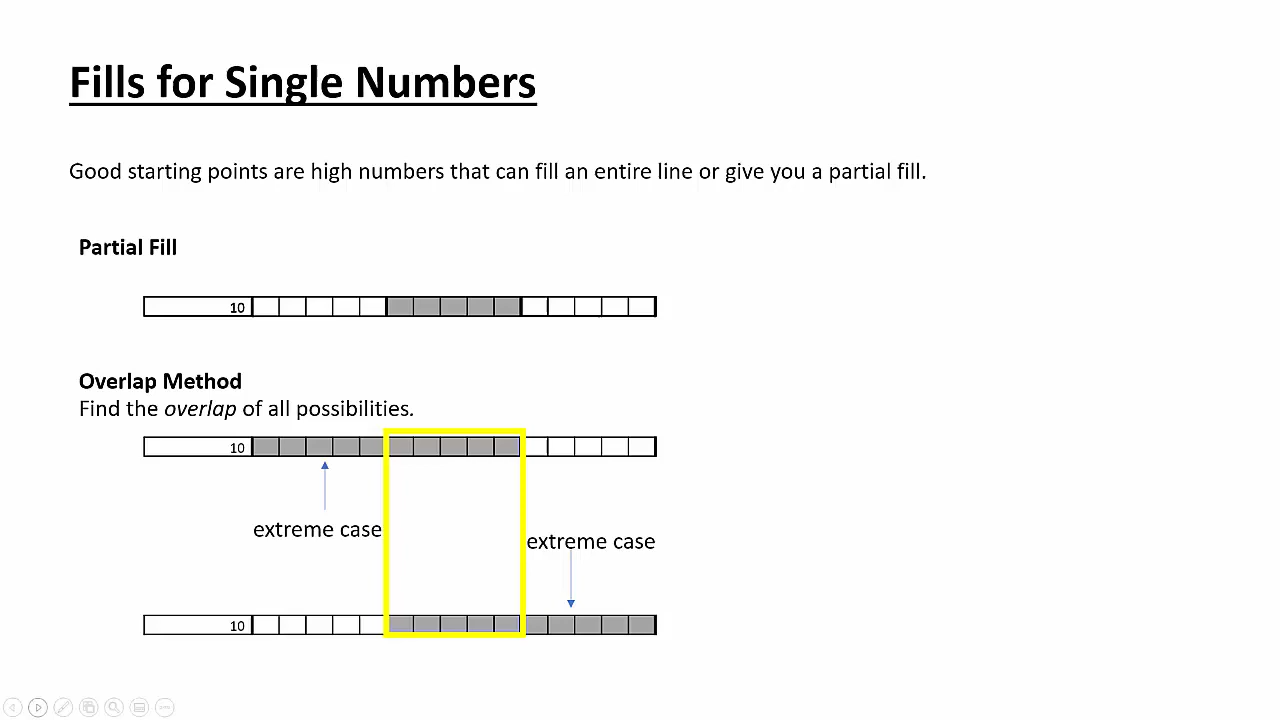 Fills for Single Numbers
Good starting points are high numbers that can fill an entire line or give you a partial fill.
Partial Fill
10
Overlap Method
Find the overlap of all possibilities.
10
extreme case
extreme case
10